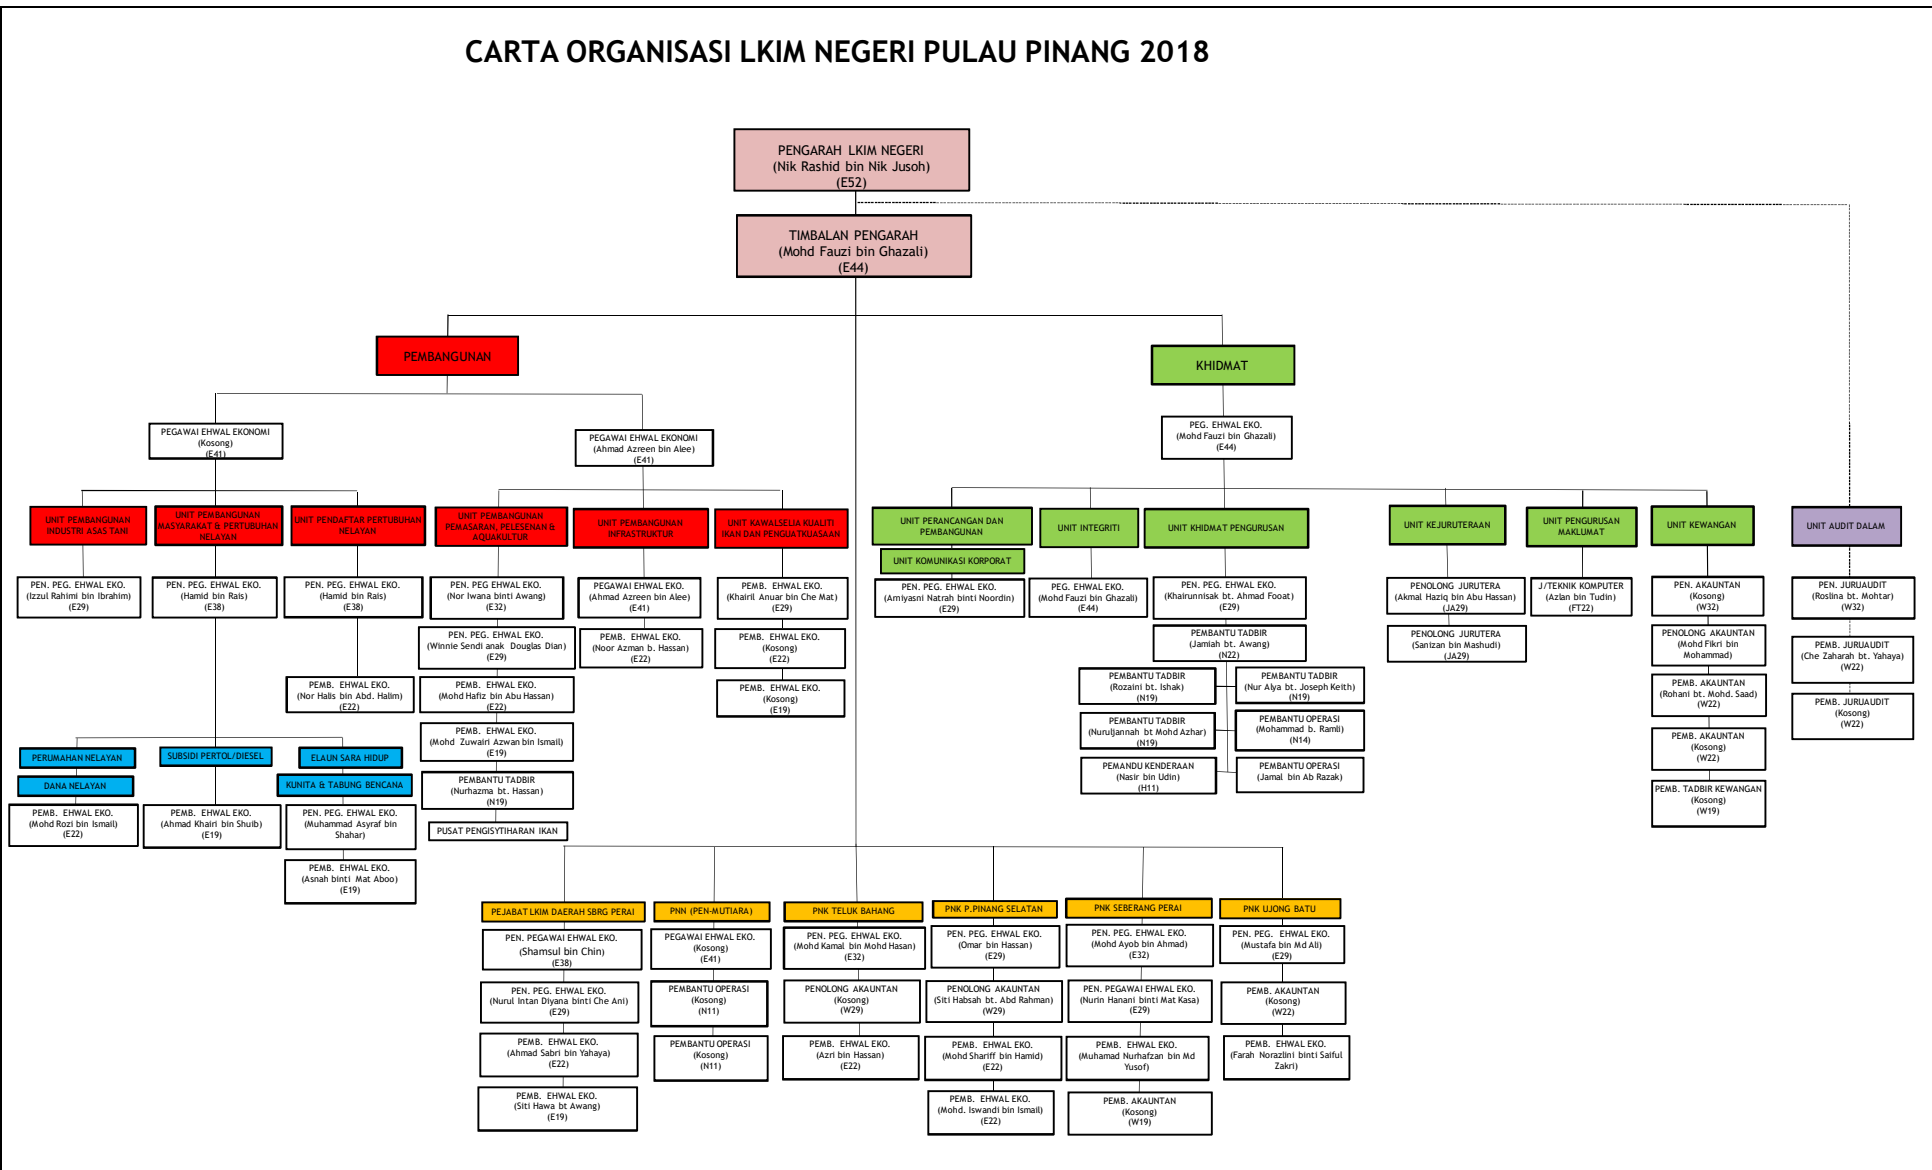 CARTA ORGANISASI LKIM NEGERI PULAU PINANG 2018
PENGARAH LKIM NEGERI
(Nik Rashid bin Nik Jusoh)
(E52)
TIMBALAN PENGARAH
(Mohd Fauzi bin Ghazali)
(E44)
PEMBANGUNAN
KHIDMAT
PEGAWAI EHWAL EKONOMI
(Kosong)
(E41)
PEGAWAI EHWAL EKONOMI
(Ahmad Azreen bin Alee)
(E41)
PEG. EHWAL EKO.
(Mohd Fauzi bin Ghazali)
(E44)
UNIT PEMBANGUNAN
INDUSTRI ASAS TANI
PEN. PEG. EHWAL EKO.
(Izzul Rahimi bin Ibrahim)
(E29)
UNIT PEMBANGUNAN
MASYARAKAT & PERTUBUHAN
NELAYAN
PEN. PEG. EHWAL EKO.
(Hamid bin Rais)
(E38)
UNIT PENDAFTAR PERTUBUHAN
NELAYAN
PEN. PEG. EHWAL EKO.
(Hamid bin Rais)
(E38)
PEMB. EHWAL EKO.
(Nor Halis bin Abd. Halim)
(E22)
PERUMAHAN NELAYAN
DANA NELAYAN
PEMB. EHWAL EKO.
(Mohd Rozi bin Ismail)
(E22)
SUBSIDI PERTOL/DIESEL
PEMB. EHWAL EKO.
(Ahmad Khairi bin Shuib)
(E19)
ELAUN SARA HIDUP
KUNITA & TABUNG BENCANA
PEN. PEG. EHWAL EKO.
(Muhammad Asyraf bin
Shahar)
PEMB. EHWAL EKO.
(Asnah binti Mat Aboo)
(E19)
UNIT PEMBANGUNAN
PEMASARAN, PELESENAN &
AQUAKULTUR
PEN. PEG EHWAL EKO.
(Nor Iwana binti Awang)
(E32)
PEN. PEG. EHWAL EKO.
(Winnie Sendi anak Douglas Dian)
(E29)
PEMB. EHWAL EKO.
(Mohd Hafiz bin Abu Hassan)
(E22)
PEMB. EHWAL EKO.
(Mohd Zuwairi Azwan bin Ismail)
(E19)
PEMBANTU TADBIR
(Nurhazma bt. Hassan)
(N19)
PUSAT PENGISYTIHARAN IKAN
UNIT PEMBANGUNAN
INFRASTRUKTUR
PEGAWAI EHWAL EKO.
(Ahmad Azreen bin Alee)
(E41)
PEMB. EHWAL EKO.
(Noor Azman b. Hassan)
(E22)
UNIT KAWALSELIA KUALITI
IKAN DAN PENGUATKUASAAN
PEMB. EHWAL EKO.
(Khairil Anuar bin Che Mat)
(E29)
PEMB. EHWAL EKO.
(Kosong)
(E22)
PEMB. EHWAL EKO.
(Kosong)
(E19)
UNIT PERANCANGAN DAN
PEMBANGUNAN
UNIT KOMUNIKASI KORPORAT
PEN. PEG. EHWAL EKO.
(Amiyasni Natrah binti Noordin)
(E29)
UNIT INTEGRITI
PEG. EHWAL EKO.
(Mohd Fauzi bin Ghazali)
(E44)
UNIT KHIDMAT PENGURUSAN
PEN. PEG. EHWAL EKO.
(Khairunnisak bt. Ahmad Fooat)
(E29)
PEMBANTU TADBIR
(Jamiah bt. Awang)
(N22)
PEMBANTU TADBIR
(Rozaini bt. Ishak)
(N19)
PEMBANTU TADBIR
(Nur Alya bt. Joseph Keith)
(N19)
PEMBANTU TADBIR
(Nuruljannah bt Mohd Azhar)
(N19)
PEMBANTU OPERASI
(Mohammad b. Ramli)
(N14)
PEMANDU KENDERAAN
(Nasir bin Udin)
(H11)
PEMBANTU OPERASI
(Jamal bin Ab Razak)
UNIT KEJURUTERAAN
PENOLONG JURUTERA
(Akmal Haziq bin Abu Hassan)
(JA29)
PENOLONG JURUTERA
(Sanizan bin Mashudi)
(JA29)
UNIT PENGURUSAN
MAKLUMAT
J/TEKNIK KOMPUTER
(Azlan bin Tudin)
(FT22)
UNIT KEWANGAN
PEN. AKAUNTAN
(Kosong)
(W32)
PENOLONG AKAUNTAN
(Mohd Fikri bin
Mohammad)
PEMB. AKAUNTAN
(Rohani bt. Mohd. Saad)
(W22)
PEMB. AKAUNTAN
(Kosong)
(W22)
PEMB. TADBIR KEWANGAN
(Kosong)
(W19)
UNIT AUDIT DALAM
PEN. JURUAUDIT
(Roslina bt. Mohtar)
(W32)
PEMB. JURUAUDIT
(Che Zaharah bt. Yahaya)
(W22)
PEMB. JURUAUDIT
(Kosong)
(W22)
PEJABAT LKIM DAERAH SBRG PERAI
PEN. PEGAWAI EHWAL EKO.
(Shamsul bin Chin)
(E38)
PEN. PEG. EHWAL EKO.
(Nurul Intan Diyana binti Che Ani)
(E29)
PEMB. EHWAL EKO.
(Ahmad Sabri bin Yahaya)
(E22)
PEMB. EHWAL EKO.
(Siti Hawa bt Awang)
(E19)
PNN (PEN-MUTIARA)
PEGAWAI EHWAL EKO.
(Kosong)
(E41)
PEMBANTU OPERASI
(Kosong)
(N11)
PEMBANTU OPERASI
(Kosong)
(N11)
PNK TELUK BAHANG
PEN. PEG. EHWAL EKO.
(Mohd Kamal bin Mohd Hasan)
(E32)
PENOLONG AKAUNTAN
(Kosong)
(W29)
PEMB. EHWAL EKO.
(Azri bin Hassan)
(E22)
PNK P.PINANG SELATAN
PEN. PEG. EHWAL EKO.
(Omar bin Hassan)
(E29)
PENOLONG AKAUNTAN
(Siti Habsah bt. Abd Rahman)
(W29)
PEMB. EHWAL EKO.
(Mohd Shariff bin Hamid)
(E22)
PEMB. EHWAL EKO.
(Mohd. Iswandi bin Ismail)
(E22)
PNK SEBERANG PERAI
PEN. PEG. EHWAL EKO.
(Mohd Ayob bin Ahmad)
(E32)
PEN. PEGAWAI EHWAL EKO.
(Nurin Hanani binti Mat Kasa)
(E29)
PEMB. EHWAL EKO.
(Muhamad Nurhafzan bin Md
Yusof)
PEMB. AKAUNTAN
(Kosong)
(W19)
PNK UJONG BATU
PEN. PEG. EHWAL EKO.
(Mustafa bin Md Ali)
(E29)
PEMB. AKAUNTAN
(Kosong)
(W22)
PEMB. EHWAL EKO.
(Farah Norazlini binti Saiful
Zakri)